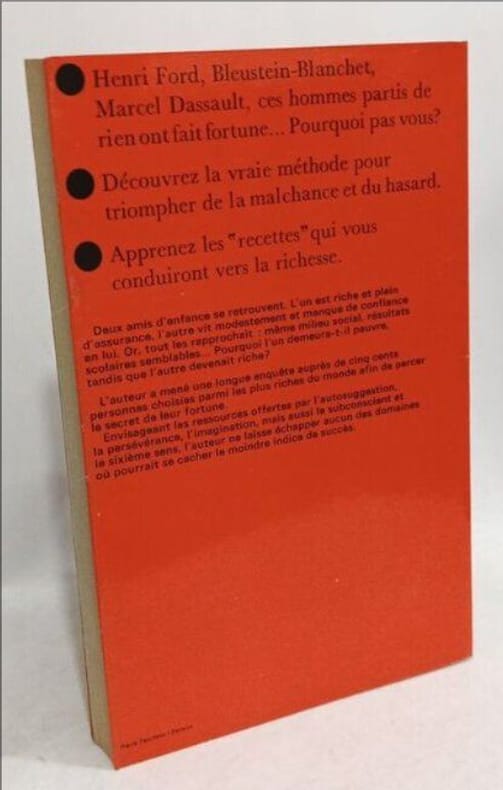 Henri Ford, Bleustein-Blanchet,
Marcel Dassault, ces hommes partis de
rien ont fait fortune... Pourquoi pas vous?
Découvrez la vraie méthode pour
triompher de la malchance et du hasard.
Apprenez les "recettes" qui vous
conduiront vers la richesse.
Deux amis d'enfance se retrouvent. L'un est riche et plein
d'assurance, l'autre vit modestement et manque de confiance
en lui. Or, tout les rapprochait : même milieu social, résultats
scolaires semblables... Pourquoi l'un demeure-t-il pauvre,
tandis que l'autre devenait riche?
L'auteur a mené une longue enquête auprès de cinq cents
personnes choisies parmi les plus riches du monde afin de percer
le secret de leur fortune.
Envisageant les ressources offertes par l'autosuggestion,
la persévérance, l'imagination, mais aussi le subconscient et
le sixième sens, l'auteur ne laisse échapper aucun des domaines
où pourrait se cacher le moindre indice de succès.